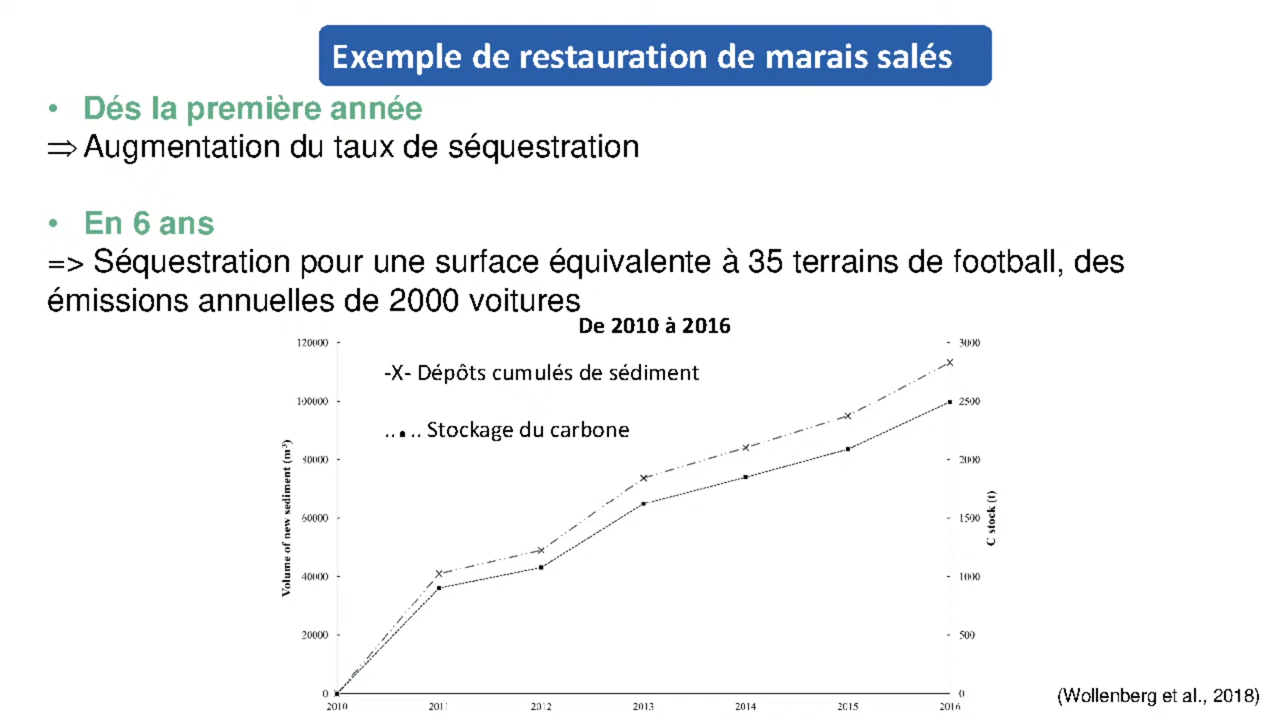 Exemple de restauration de marais salés
• Dés la première année
⇒ Augmentation du taux de séquestration
• En 6 ans
=> Séquestration pour une surface équivalente à 35 terrains de football, des
émissions annuelles de 2000 voitures
De 2010 à 2016
-X- Dépôts cumulés de sédiment
..•.. Stockage du carbone
Volume of new sediment (m³)
120000
100000
80000
60000
40000
20000
0
3000
2500
2000
1500
1000
500
0
C stock (t)
2010 2011 2012 2013 2014 2015 2016
(Wollenberg et al., 2018)